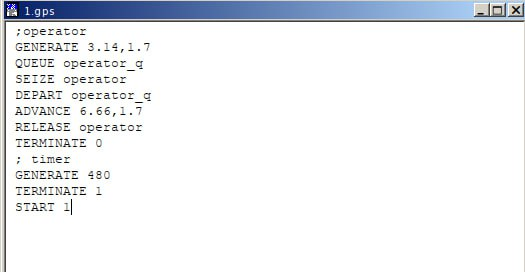 1.gps
;operator
GENERATE 3.14,1.7
QUEUE operator_q
SEIZE operator
DEPART operator_q
ADVANCE 6.66,1.7
RELEASE operator
TERMINATE 0
; timer
GENERATE 480
TERMINATE 1
START 1